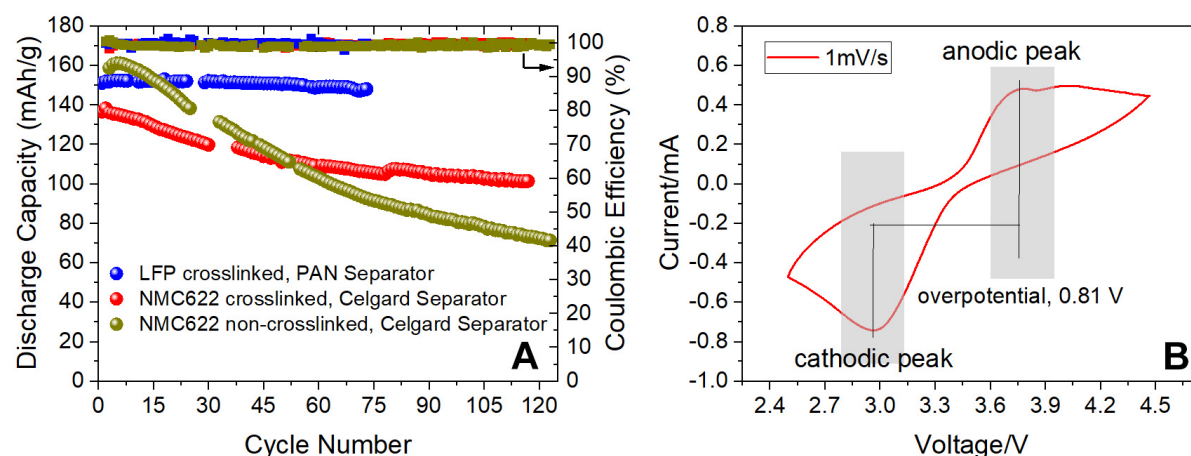 180
160
140
120
100
80
60
40
20
0
Discharge Capacity (mAh/g)
LFP crosslinked, PAN Separator
NMC622 crosslinked, Celgard Separator
NMC622 non-crosslinked, Celgard Separator
A
100
90
80
70
60
50
40
30
20
10
0
Coulombic Efficiency (%)
0 15 30 45 60 75 90 105 120
Cycle Number
0.8
0.6
0.4
0.2
0.0
-0.2
-0.4
-0.6
-0.8
-1.0
Current/mA
1mV/s
anodic peak
overpotential, 0.81 V
cathodic peak
B
2.4 2.7 3.0 3.3 3.6 3.9 4.2 4.5
Voltage/V